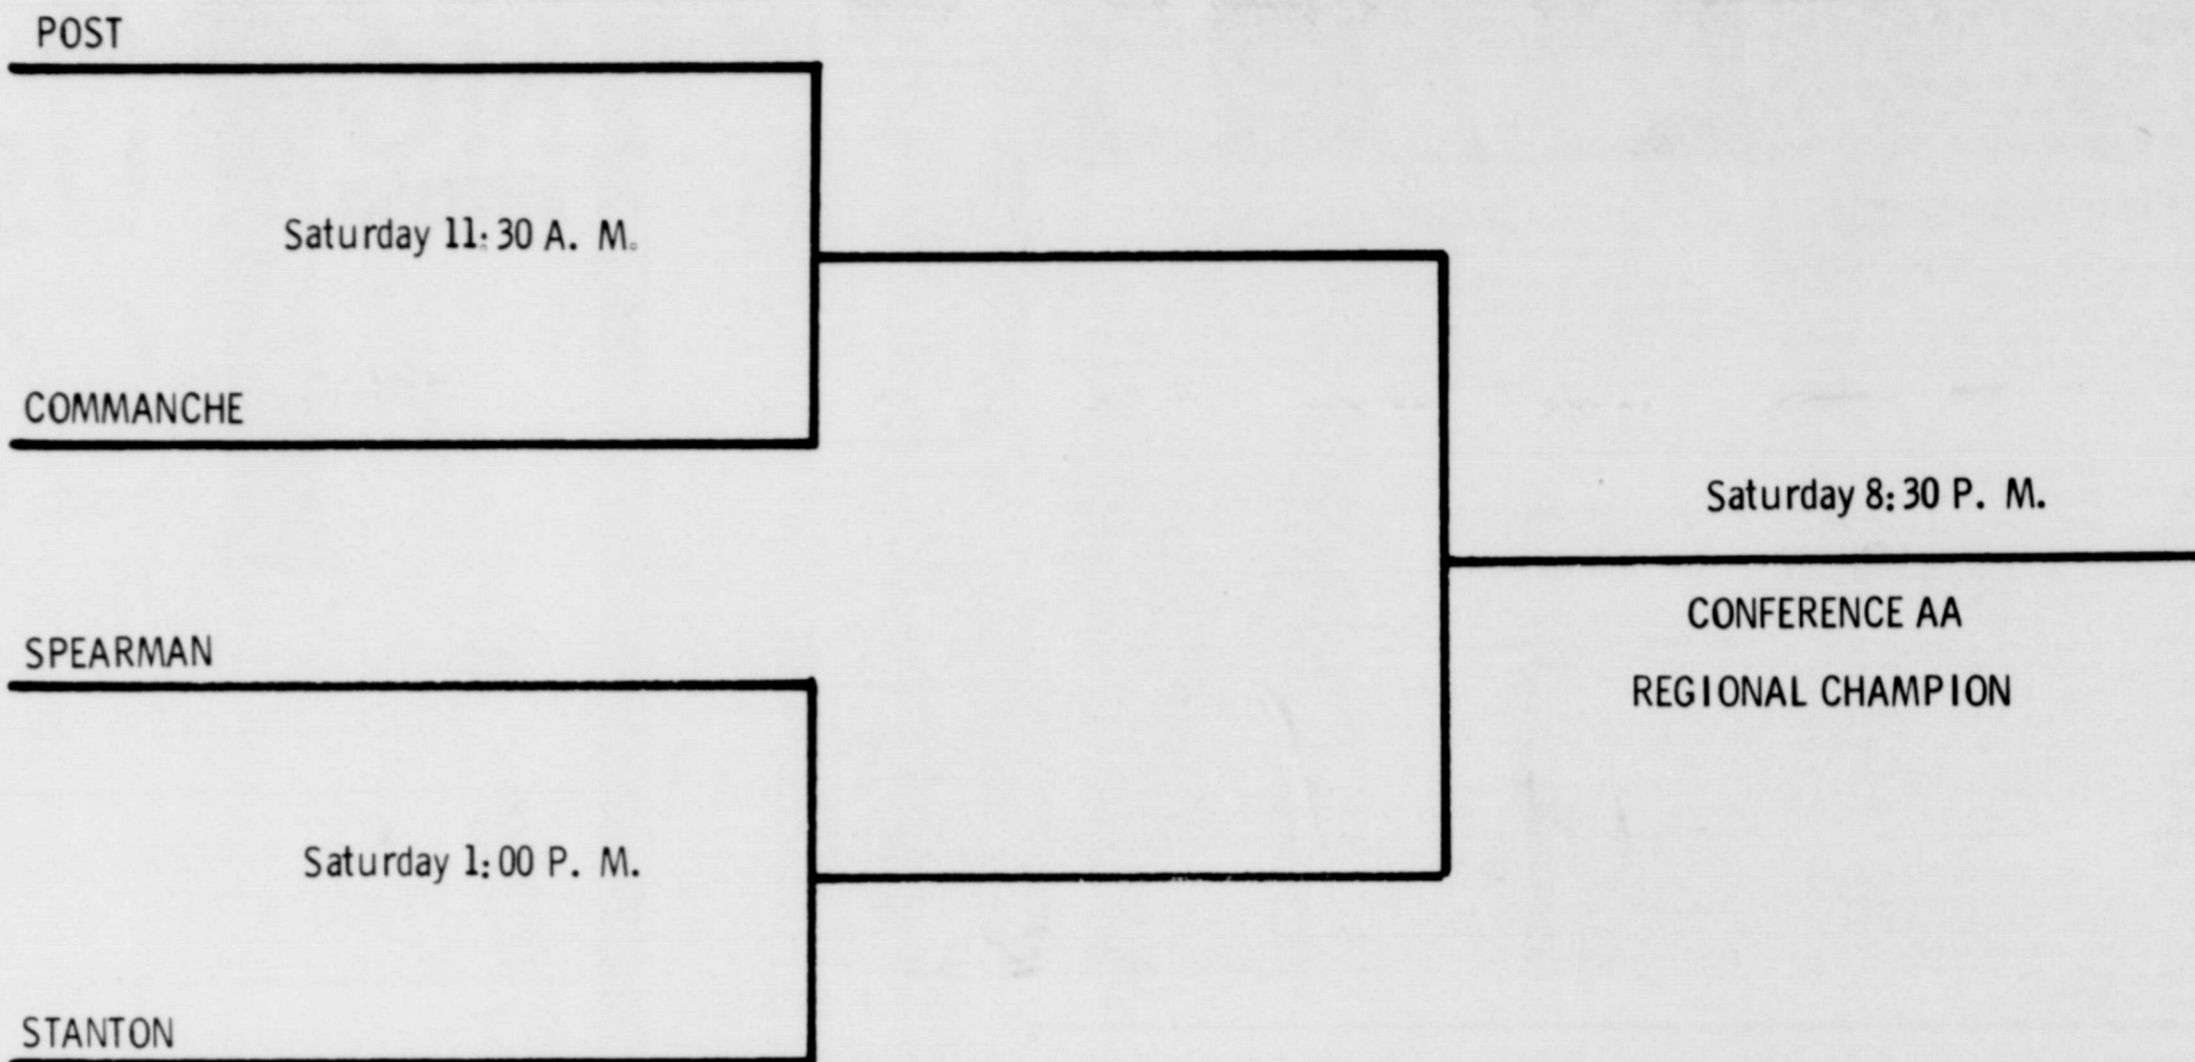 POST
Saturday 11:30 A. M.
COMMANCHE
SPEARMAN
Saturday 1:00 P. M.
STANTON
Saturday 8:30 P. M.
CONFERENCE AA
REGIONAL CHAMPION